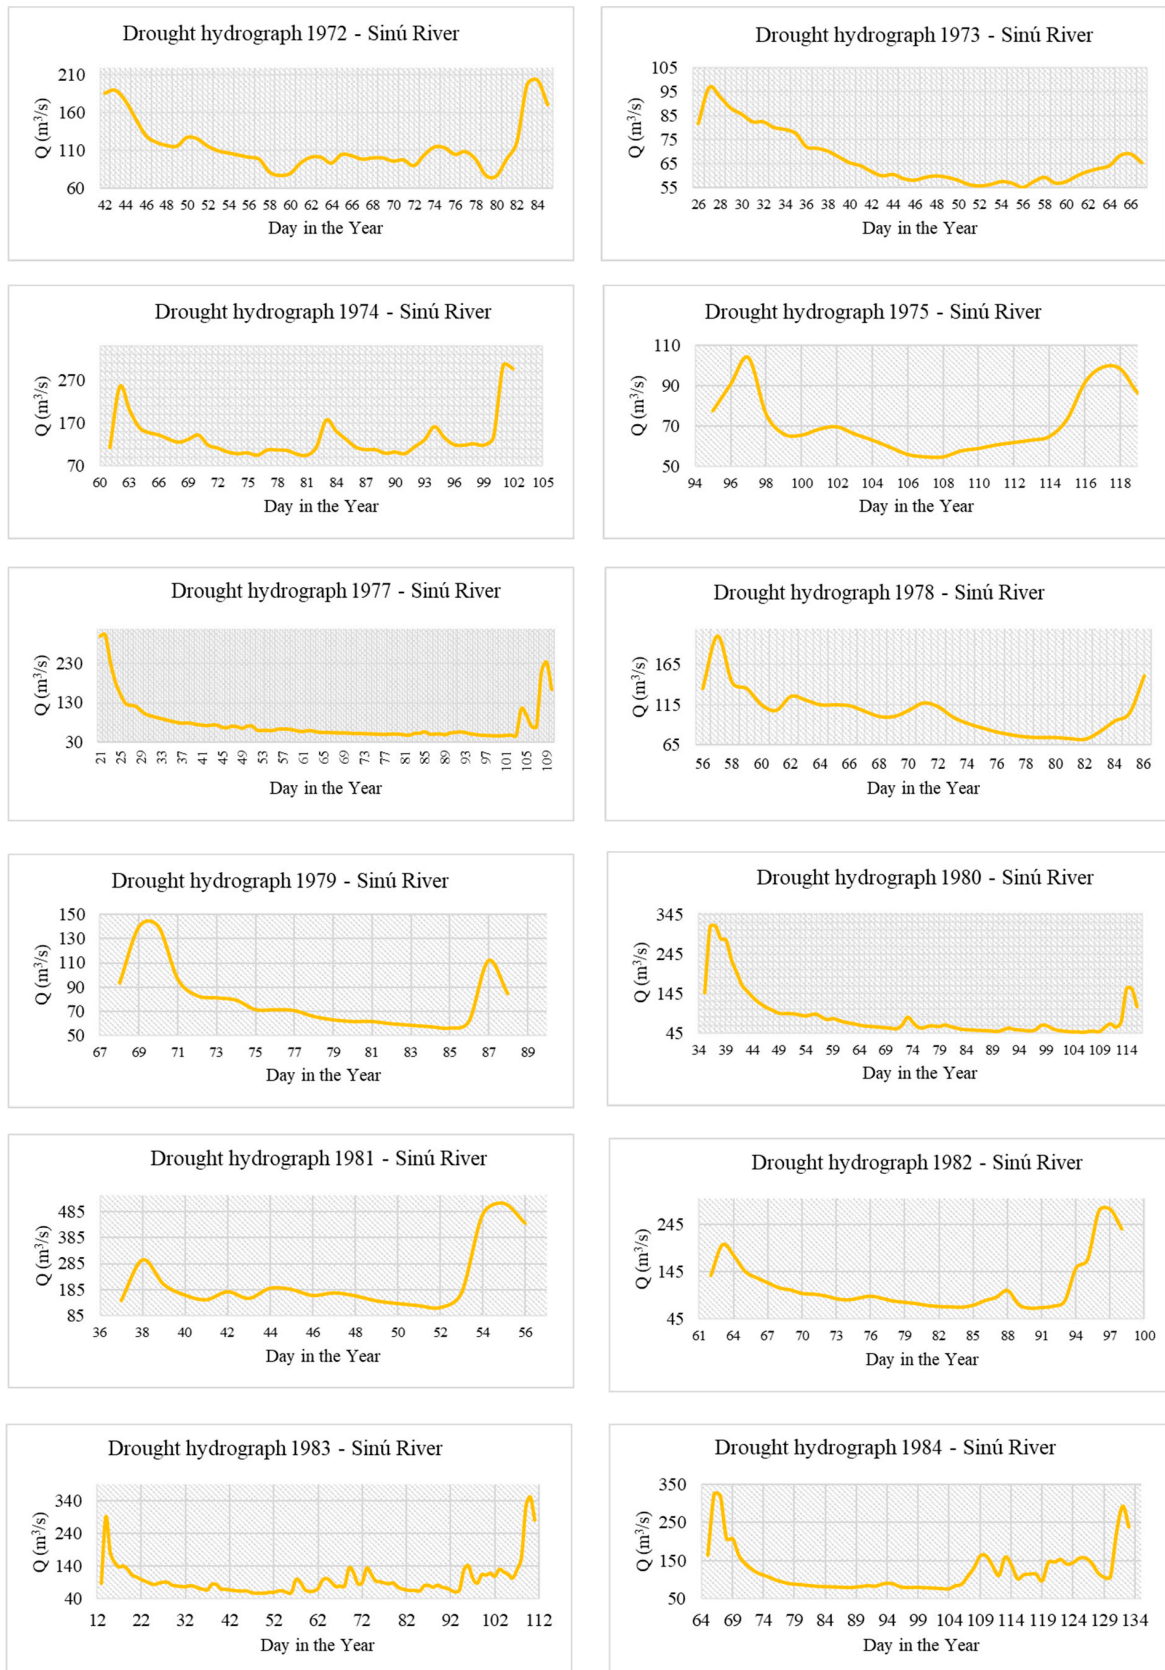 Drought hydrograph 1972 - Sinú River
210
160
110
60
Q (m³/s)
42 44 46 48 50 52 54 56 58 60 62 64 66 68 70 72 74 76 78 80 82 84
Day in the Year
Drought hydrograph 1973 - Sinú River
105
95
85
75
65
55
Q (m³/s)
26 28 30 32 34 36 38 40 42 44 46 48 50 52 54 56 58 60 62 64 66
Day in the Year
Drought hydrograph 1974 - Sinú River
270
170
70
Q (m³/s)
60 63 66 69 72 75 78 81 84 87 90 93 96 99 102 105
Day in the Year
Drought hydrograph 1975 - Sinú River
110
90
70
50
Q (m³/s)
94 96 98 100 102 104 106 108 110 112 114 116 118
Day in the Year
Drought hydrograph 1977 - Sinú River
230
130
30
Q (m³/s)
21 25 29 33 37 41 45 49 53 57 61 65 69 73 77 81 85 89 93 97 101 105 109
Day in the Year
Drought hydrograph 1978 - Sinú River
165
115
65
Q (m³/s)
56 58 60 62 64 66 68 70 72 74 76 78 80 82 84 86
Day in the Year
Drought hydrograph 1979 - Sinú River
150
130
110
90
70
50
Q (m³/s)
67 69 71 73 75 77 79 81 83 85 87 89
Day in the Year
Drought hydrograph 1980 - Sinú River
345
245
145
45
Q (m³/s)
34 39 44 49 54 59 64 69 74 79 84 89 94 99 104 109 114
Day in the Year
Drought hydrograph 1981 - Sinú River
485
385
285
185
85
Q (m³/s)
36 38 40 42 44 46 48 50 52 54 56
Day in the Year
Drought hydrograph 1982 - Sinú River
245
145
45
Q (m³/s)
61 64 67 70 73 76 79 82 85 88 91 94 97 100
Day in the Year
Drought hydrograph 1983 - Sinú River
340
240
140
40
Q (m³/s)
12 22 32 42 52 62 72 82 92 102 111
Day in the Year
Drought hydrograph 1984 - Sinú River
350
250
150
50
Q (m³/s)
64 69 74 79 84 89 94 99 104 109 114 119 124 129 134
Day in the Year